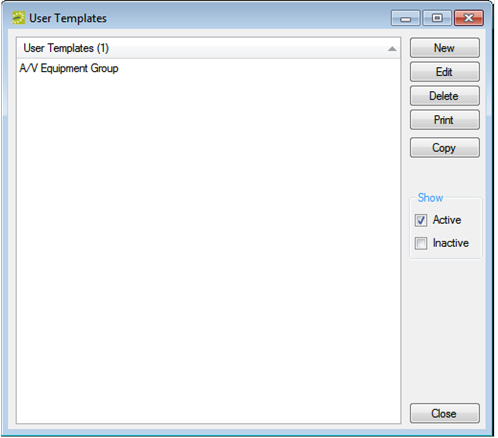 User Templates
User Templates (1)
A/V Equipment Group
New
Edit
Delete
Print
Copy
Show
Active
Inactive
Close